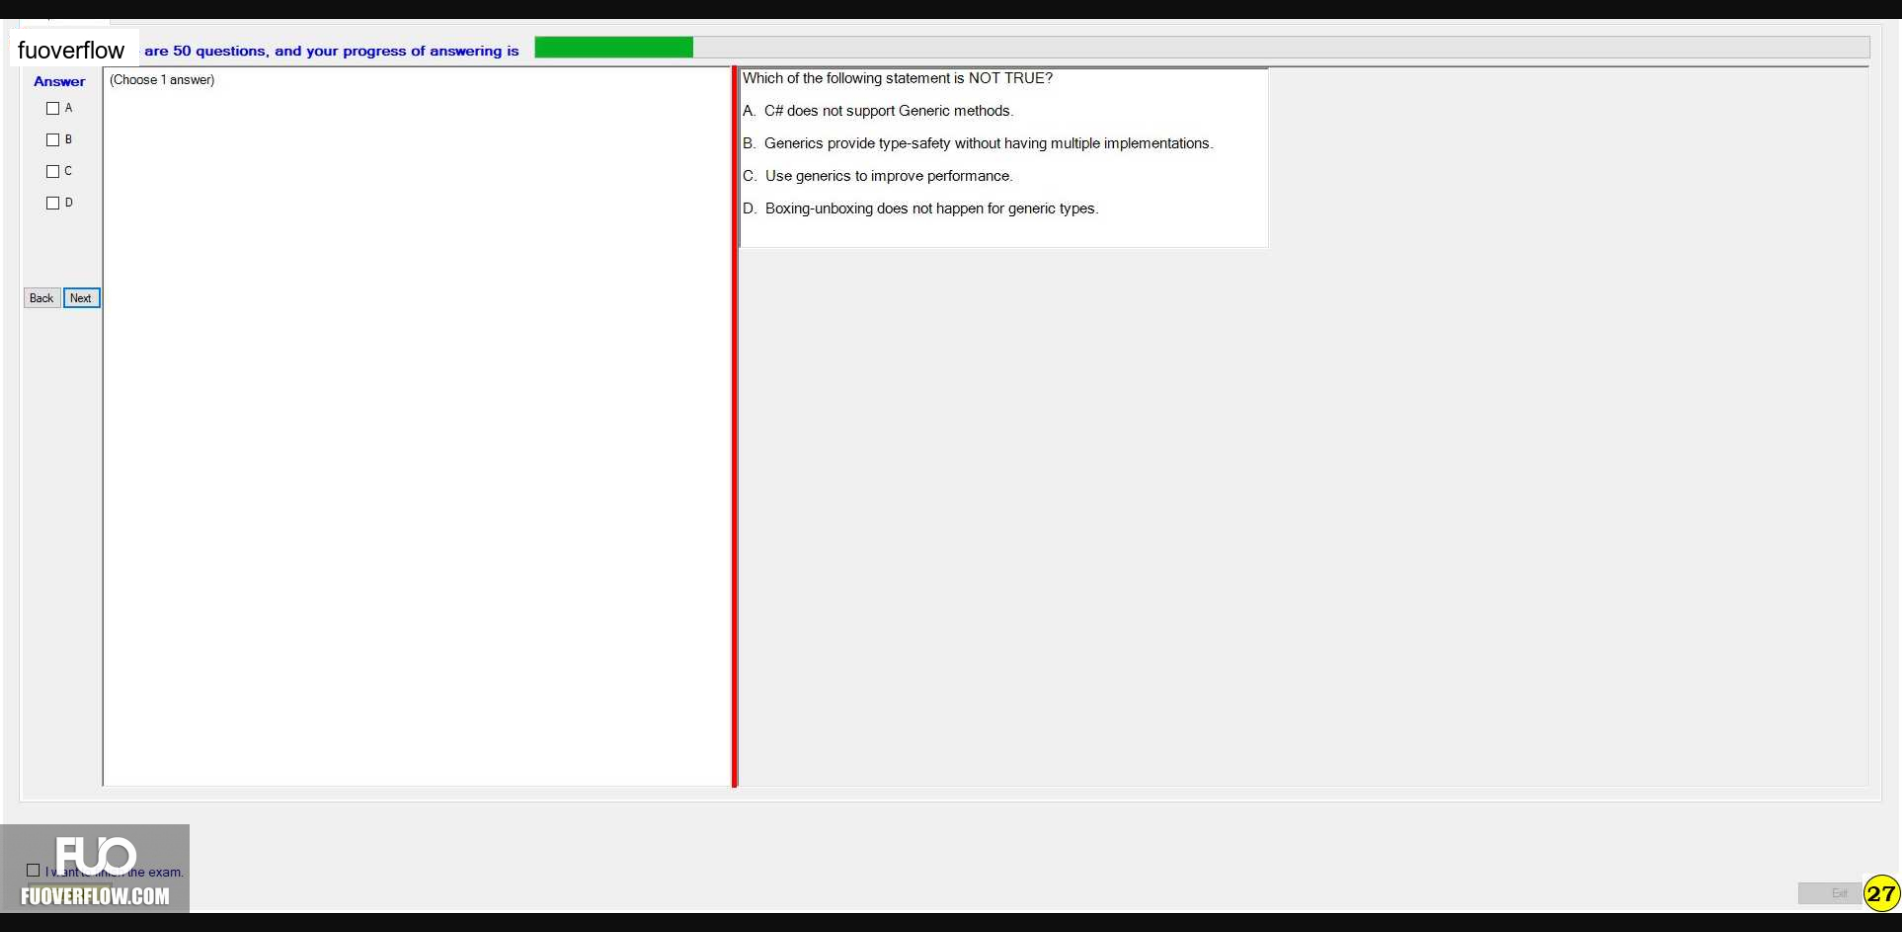 fuoverflow are 50 questions, and your progress of answering is
Answer
A
B
C
D
Back Next
(Choose 1 answer)
Which of the following statement is NOT TRUE?
A. C# does not support Generic methods.
B. Generics provide type-safety without having multiple implementations.
C. Use generics to improve performance.
D. Boxing-unboxing does not happen for generic types.
FUO
I want to finish the exam.
FUOVERFLOW.COM
Exit
27